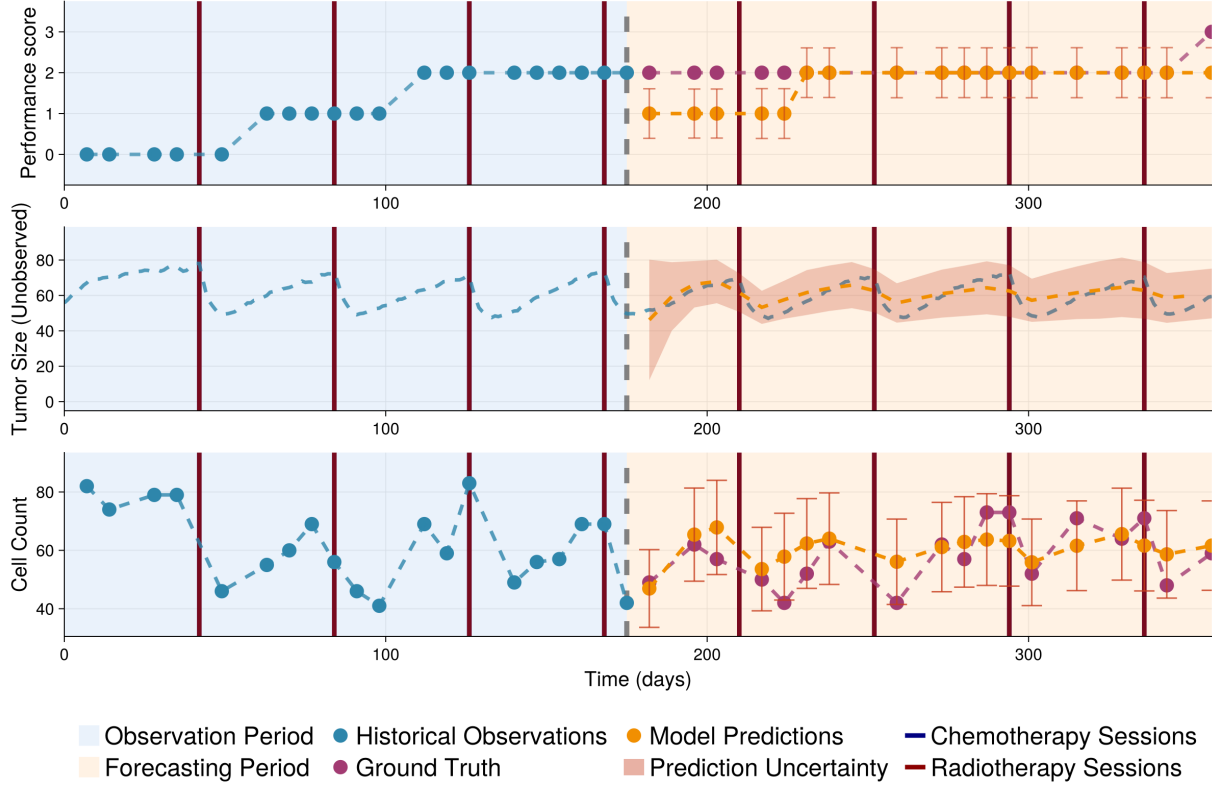 Performance score
3
2
1
0
0
100
200
300
Tumor Size (Unobserved)
80
60
40
20
0
0
100
200
300
Cell Count
80
60
40
0
100
200
300
Time (days)
Observation Period
Historical Observations
Model Predictions
Chemotherapy Sessions
Forecasting Period
Ground Truth
Prediction Uncertainty
Radiotherapy Sessions